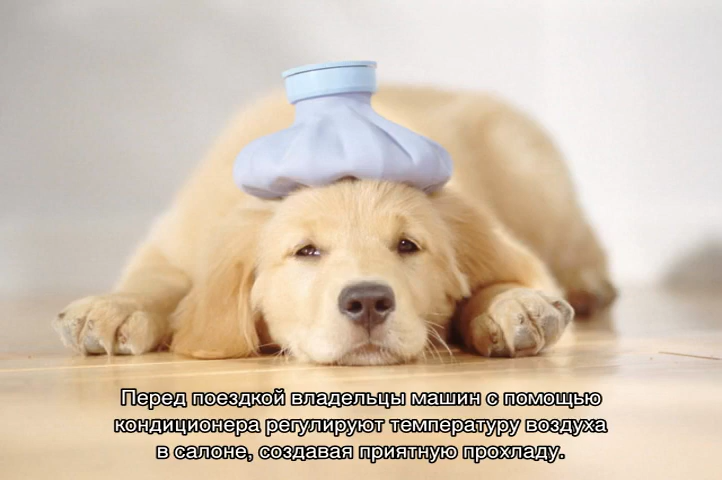 Перед поездкой владельцы машин с помощью
кондиционера регулируют температуру воздуха
в салоне, создавая приятную прохладу.